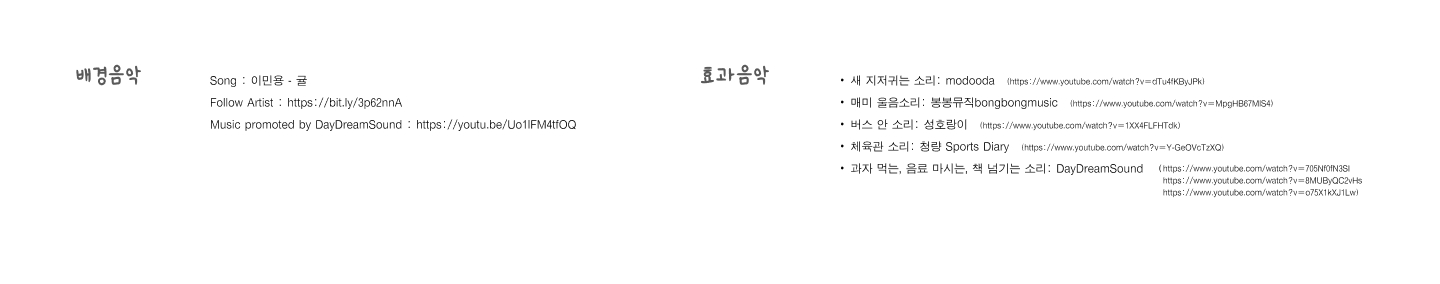 배경음악
Song : 이민용 - 귤
Follow Artist : https://bit.ly/3p62nnA
Music promoted by DayDreamSound : https://youtu.be/Uo1lFM4tfOQ
효과음악
• 새 지저귀는 소리: modooda (https://www.youtube.com/watch?v=dTu4fKByJPk)
• 매미 울음소리: 봉봉뮤직bongbongmusic (https://www.youtube.com/watch?v=MpgHB67MIS4)
• 버스 안 소리: 성호랑이 (https://www.youtube.com/watch?v=1XX4FLFHTdk)
• 체육관 소리: 청량 Sports Diary (https://www.youtube.com/watch?v=Y-GeOVcTzXQ)
• 과자 먹는, 음료 마시는, 책 넘기는 소리: DayDreamSound (https://www.youtube.com/watch?v=705Nf0fN3SI
https://www.youtube.com/watch?v=8MUByQC2vHs
https://www.youtube.com/watch?v=o75X1kXJ1Lw)